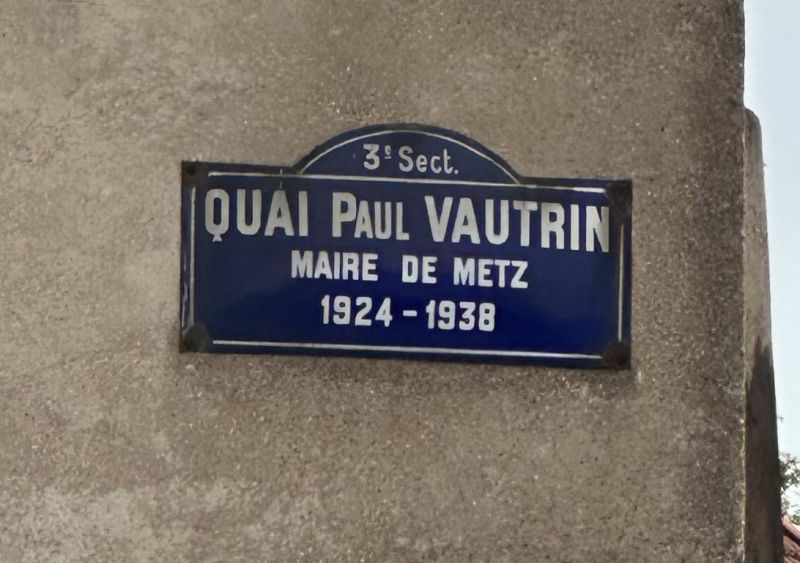 3e Sect.
QUAI PAUL VAUTRIN
MAIRE DE METZ
1924-1938